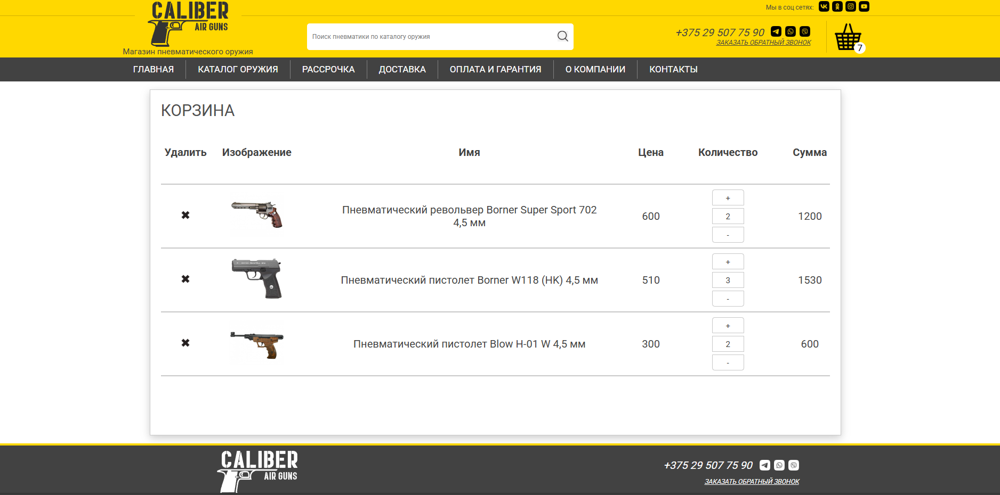 Мы в соц сетях:
CALIBER
AIR GUNS
Магазин пневматического оружия
Поиск пневматики по каталогу оружия
+375 29 507 75 90
ЗАКАЗАТЬ ОБРАТНЫЙ ЗВОНОК
7
ГЛАВНАЯ
КАТАЛОГ ОРУЖИЯ
РАССРОЧКА
ДОСТАВКА
ОПЛАТА И ГАРАНТИЯ
О КОМПАНИИ
КОНТАКТЫ
КОРЗИНА
Удалить Изображение Имя Цена Количество Сумма
+
Пневматический револьвер Borner Super Sport 702
4,5 мм
600 2 1200
-
+
Пневматический пистолет Borner W118 (HK) 4,5 мм 510 3 1530
-
+
Пневматический пистолет Blow H-01 W 4,5 мм 300 2 600
-
CALIBER
AIR GUNS
+375 29 507 75 90
ЗАКАЗАТЬ ОБРАТНЫЙ ЗВОНОК